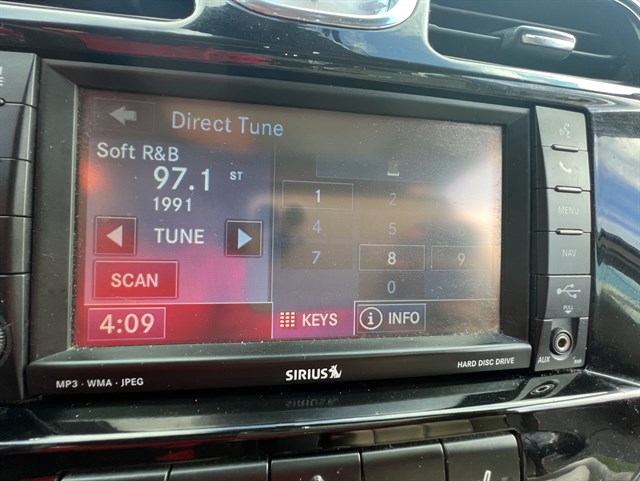 Direct Tune
Soft R&B
97.1 ST
1991
TUNE
SCAN
4:09
1 2
4 5
7 8 9
0
KEYS
INFO
MENU
NAV
PULL
AUX
MP3 · WMA · JPEG
SIRIUS
HARD DISC DRIVE